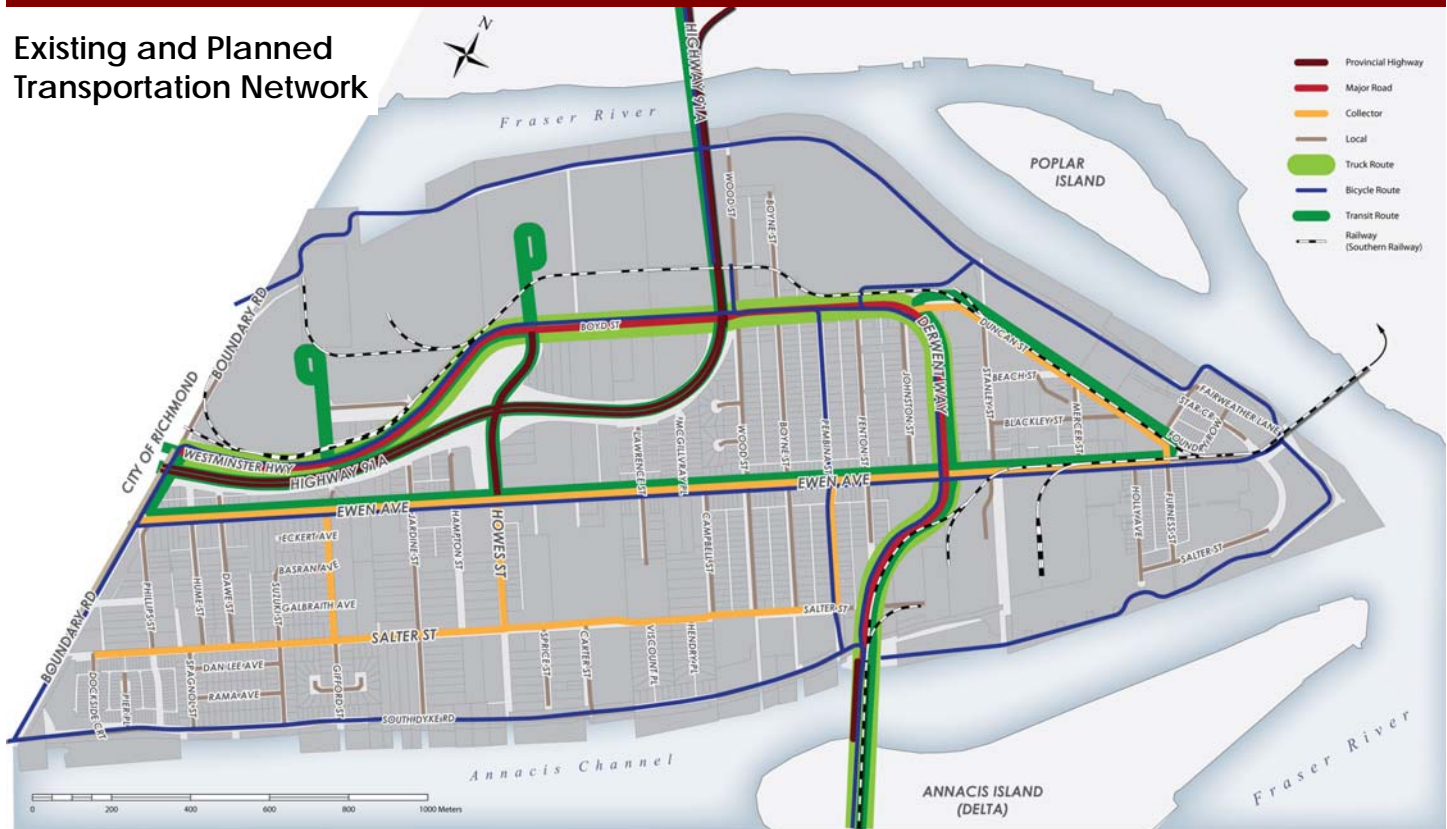 Existing and Planned
Transportation Network
N
HIGHWAY 91A
Fraser River
POPLAR
ISLAND
Provincial Highway
Major Road
Collector
Local
Truck Route
Bicycle Route
Transit Route
Railway
(Southern Railway)
WOOD ST
BOYNE ST
BOUNDARY RD
CITY OF RICHMOND
BOYD ST
DERWENT WAY
DUNCAN ST
JOHNSTON ST
STANLEY ST
BEACH ST
MERCER ST
BLACKLEY ST
FAIRWEATHER LANE
STAR CR
FOUNDRY ROW
WESTMINSTER HWY
HIGHWAY 91A
LAWRENCE ST
MCGILLVRAY PL
WOOD ST
BOYNE ST
PEMBINA ST
FENTON ST
EWEN AVE
EWEN AVE
ECKERT AVE
BASRAN AVE
GALBRAITH AVE
JARDINE ST
HAMPTON ST
HOWES ST
CAMPBELL ST
HOLLY AVE
FURNESS ST
SALTER ST
PHILLIPS ST
HUME ST
DAWE ST
SUZUKI ST
SALTER ST
SALTER ST
BOUNDARY RD
DOCKSIDE CRT
PIER PL
SPAGNOL ST
DAN LEE AVE
RAMA AVE
GIFFORD ST
SPRICE ST
CARTER ST
VISCOUNT PL
HENDRY PL
SOUTH DYKE RD
Annacis Channel
ANNACIS ISLAND
(DELTA)
Fraser River
0 200 400 600 800 1000 Meters